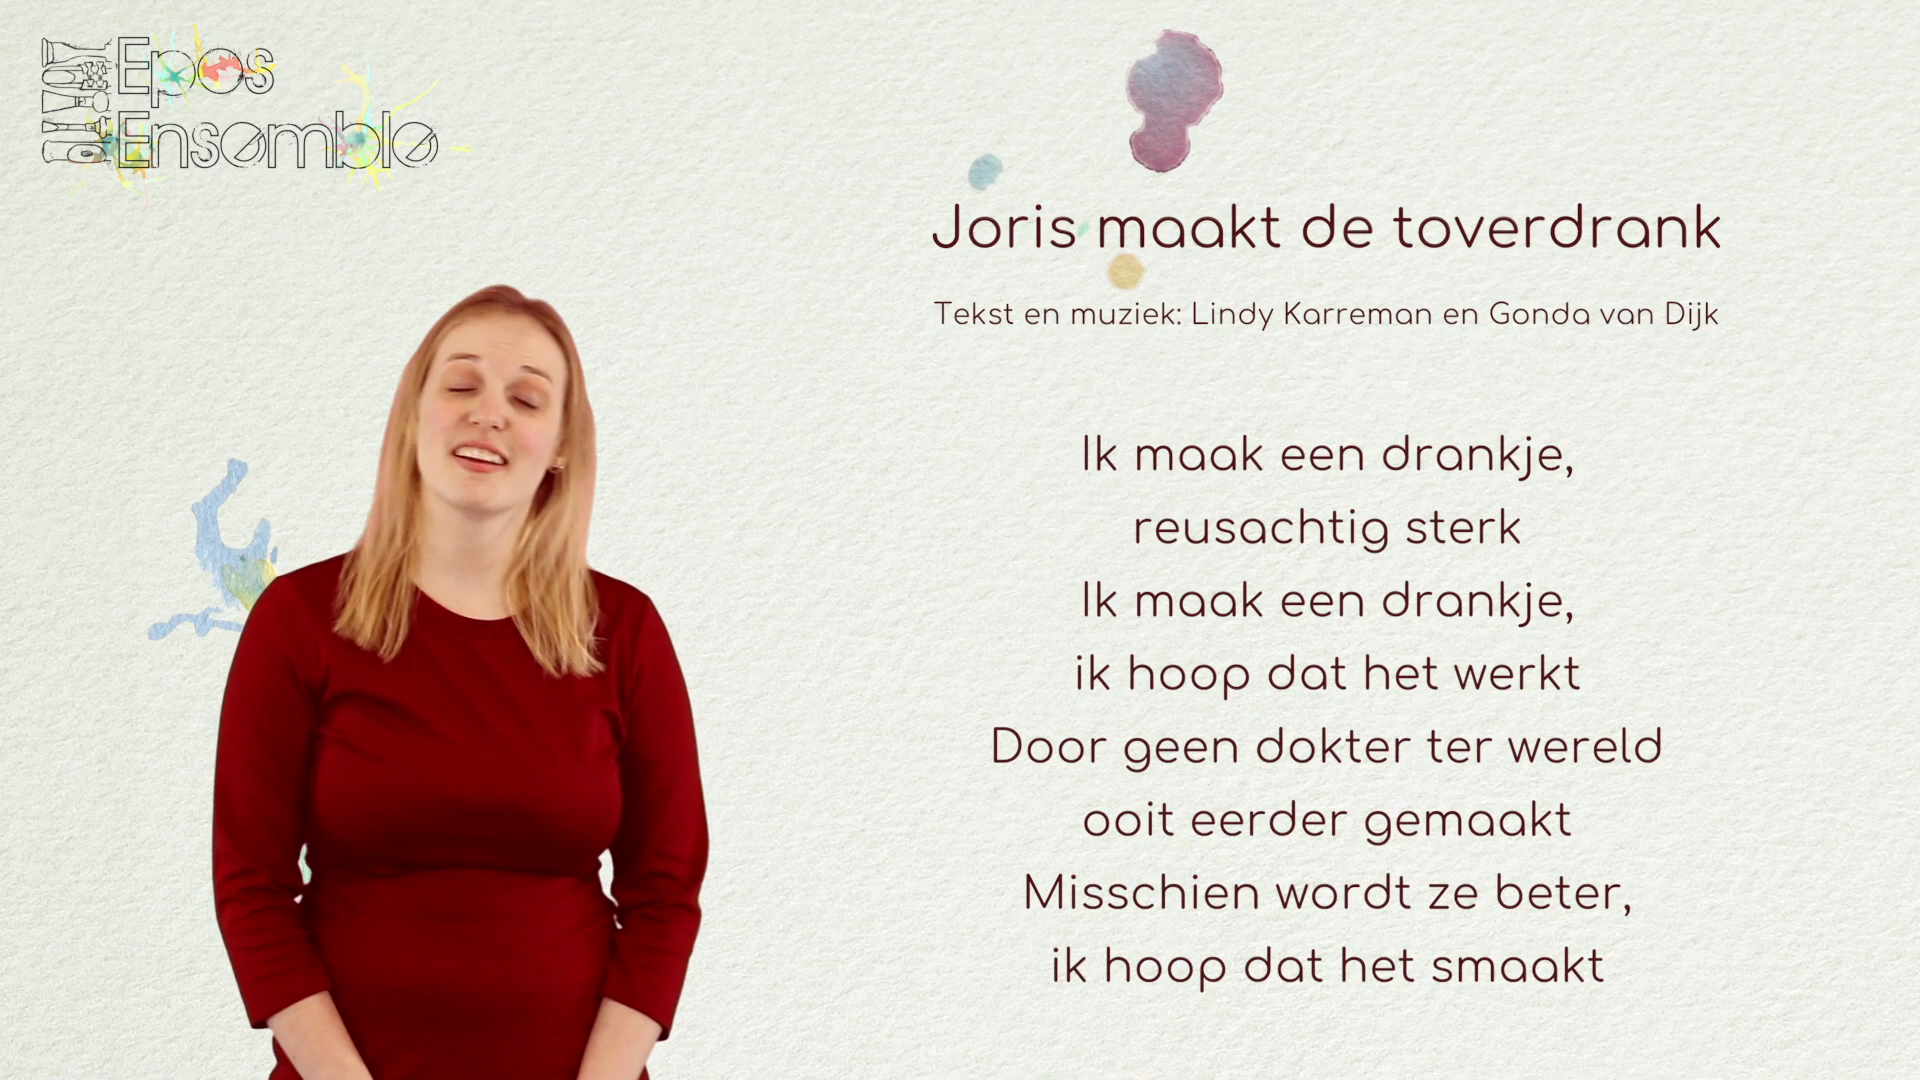 Epos
Ensemble
Joris maakt de toverdrank
Tekst en muziek: Lindy Karreman en Gonda van Dijk
Ik maak een drankje,
reusachtig sterk
Ik maak een drankje,
ik hoop dat het werkt
Door geen dokter ter wereld
ooit eerder gemaakt
Misschien wordt ze beter,
ik hoop dat het smaakt